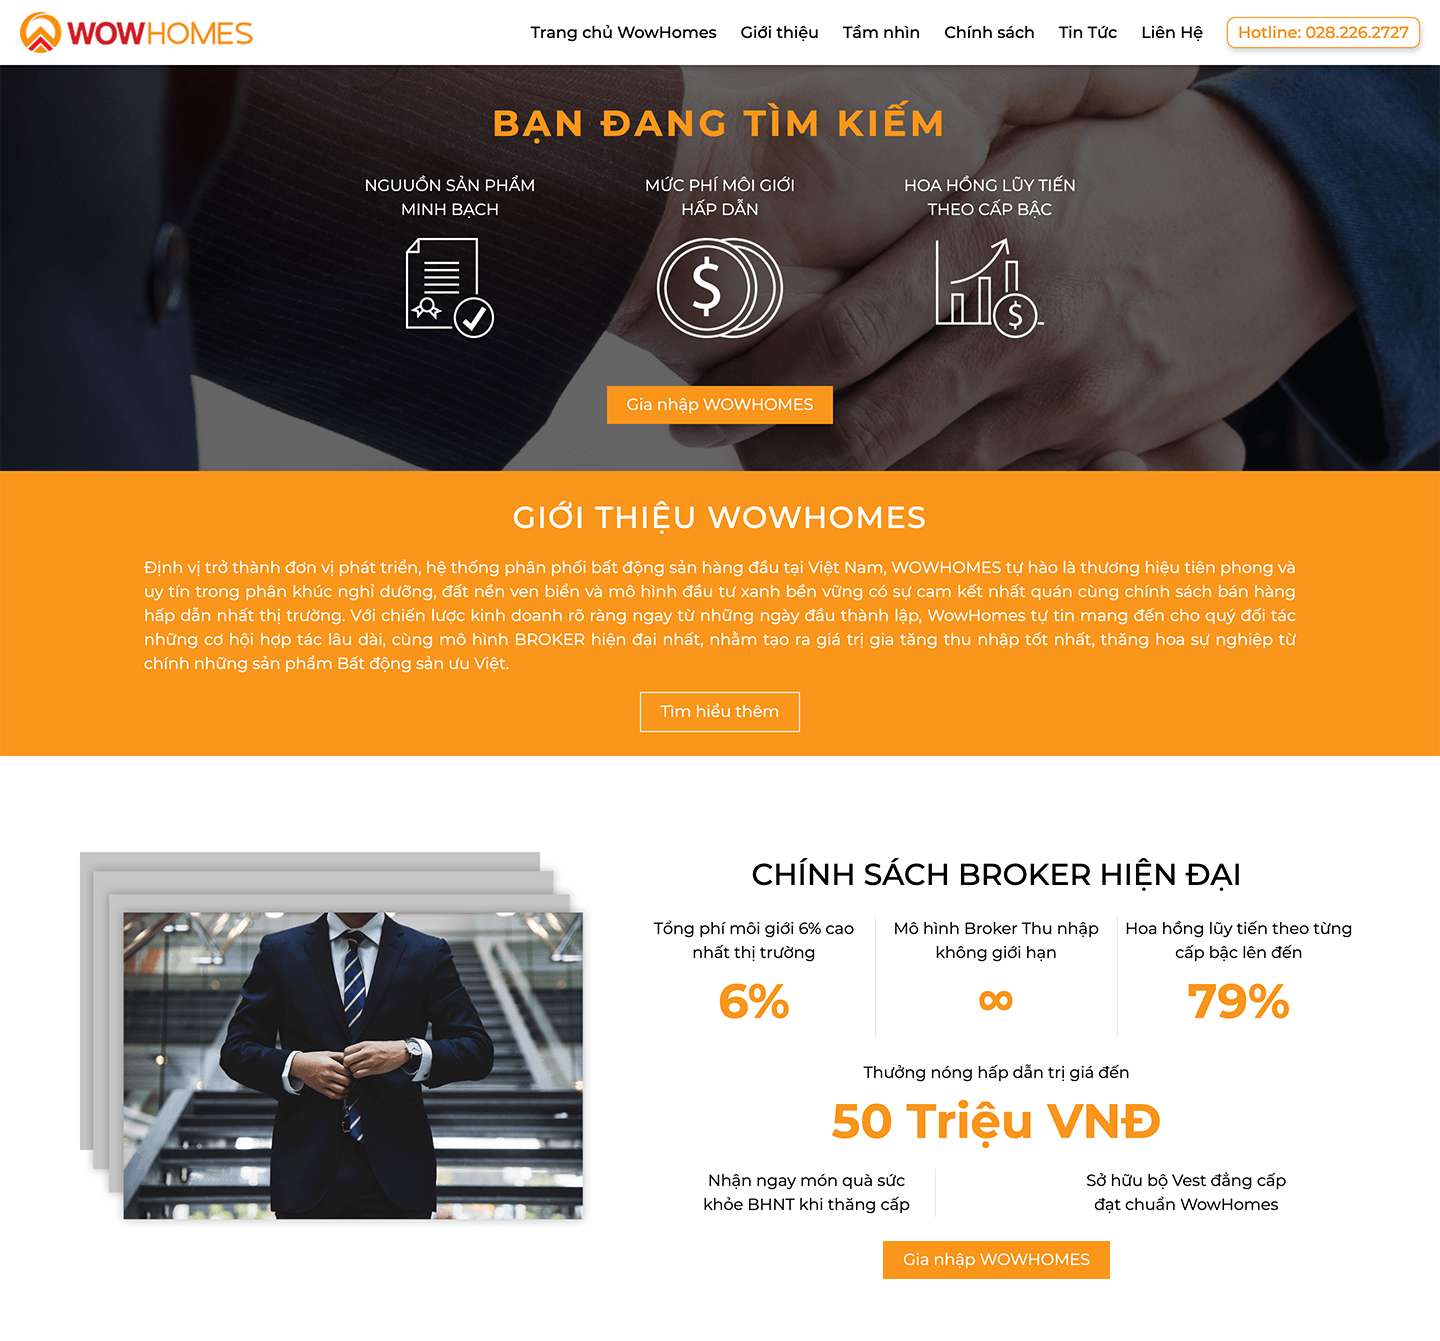 WOWHOMES
Trang chủ WowHomes
Giới thiệu
Tầm nhìn
Chính sách
Tin Tức
Liên Hệ
Hotline: 028.226.2727
BẠN ĐANG TÌM KIẾM
NGUUỒN SẢN PHẨM
MINH BẠCH
MỨC PHÍ MÔI GIỚI
HẤP DẪN
HOA HỒNG LŨY TIẾN
THEO CẤP BẬC
$
$
Gia nhập WOWHOMES
GIỚI THIỆU WOWHOMES
Định vị trở thành đơn vị phát triển, hệ thống phân phối bất động sản hàng đầu tại Việt Nam, WOWHOMES tự hào là thương hiệu tiên phong và
uy tín trong phân khúc nghỉ dưỡng, đất nền ven biển và mô hình đầu tư xanh bền vững có sự cam kết nhất quán cùng chính sách bán hàng
hấp dẫn nhất thị trường. Với chiến lược kinh doanh rõ ràng ngay từ những ngày đầu thành lập, WowHomes tự tin mang đến cho quý đối tác
những cơ hội hợp tác lâu dài, cùng mô hình BROKER hiện đại nhất, nhằm tạo ra giá trị gia tăng thu nhập tốt nhất, thăng hoa sự nghiệp từ
chính những sản phẩm Bất động sản ưu Việt.
Tìm hiểu thêm
CHÍNH SÁCH BROKER HIỆN ĐẠI
Tổng phí môi giới 6% cao
nhất thị trường
6%
Mô hình Broker Thu nhập
không giới hạn
∞
Hoa hồng lũy tiến theo từng
cấp bậc lên đến
79%
Thưởng nóng hấp dẫn trị giá đến
50 Triệu VNĐ
Nhận ngay món quà sức
khỏe BHNT khi thăng cấp
Sở hữu bộ Vest đẳng cấp
đạt chuẩn WowHomes
Gia nhập WOWHOMES